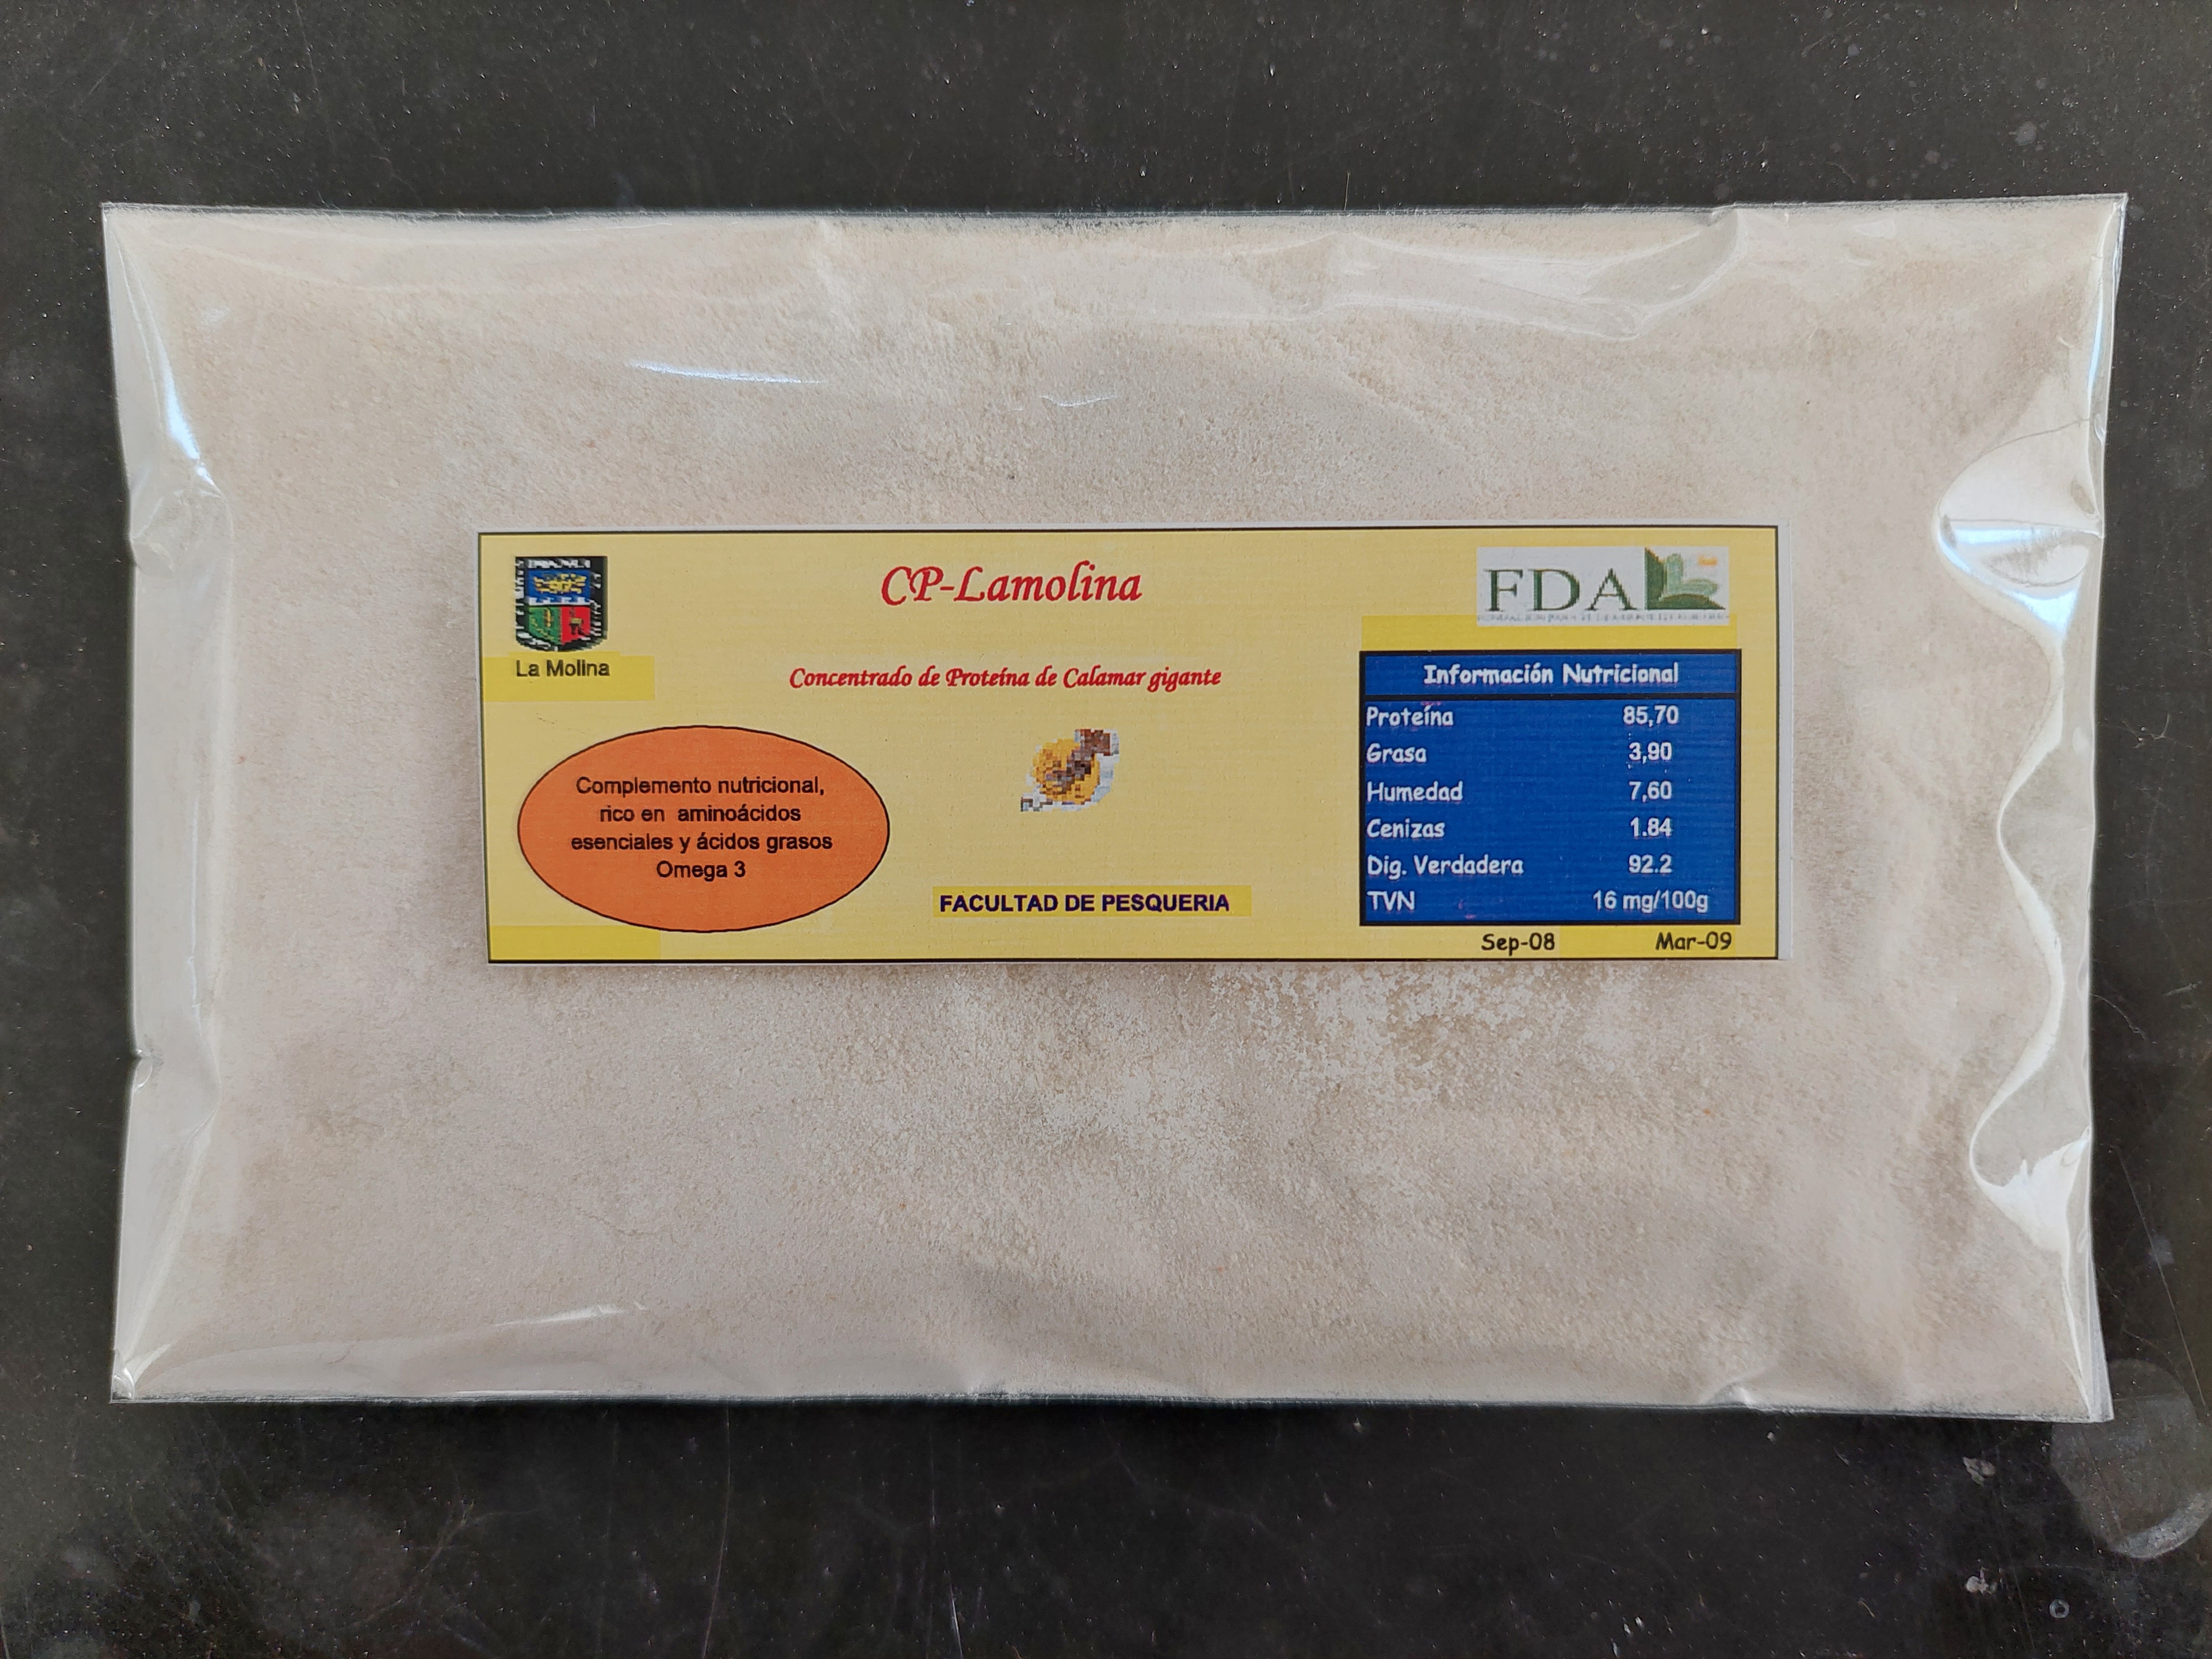 CP-Lamolina
FDA
La Molina
Concentrado de Proteína de Calamar gigante
Complemento nutricional,
rico en aminoácidos
esenciales y ácidos grasos
Omega 3
FACULTAD DE PESQUERIA
Información Nutricional
Proteína 85,70
Grasa 3,90
Humedad 7,60
Cenizas 1.84
Dig. Verdadera 92.2
TVN 16 mg/100g
Sep-08 Mar-09